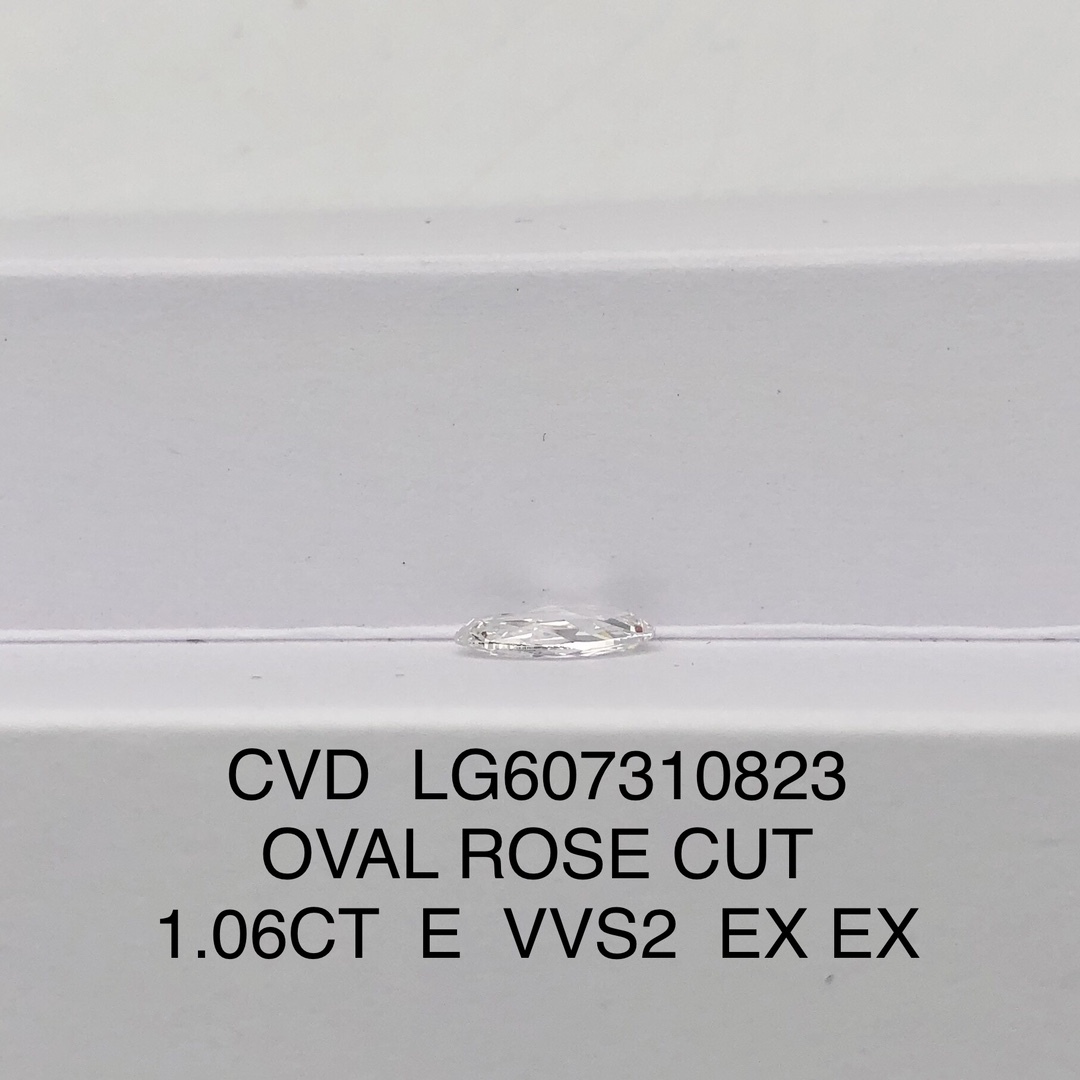 CVD LG607310823
OVAL ROSE CUT
1.06CT E VVS2 EX EX